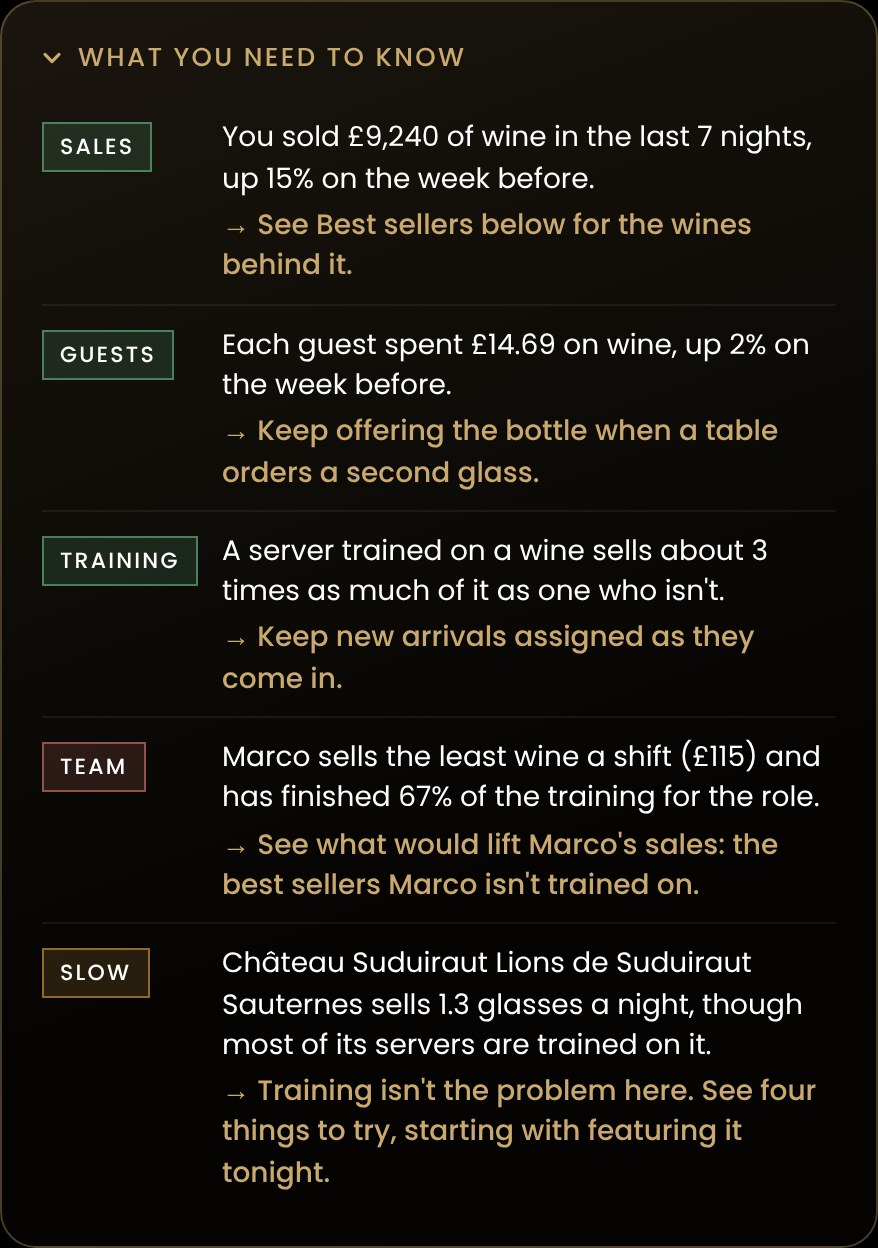 WHAT YOU NEED TO KNOW
SALES
You sold £9,240 of wine in the last 7 nights,
up 15% on the week before.
→ See Best sellers below for the wines
behind it.
GUESTS
Each guest spent £14.69 on wine, up 2% on
the week before.
→ Keep offering the bottle when a table
orders a second glass.
TRAINING
A server trained on a wine sells about 3
times as much of it as one who isn't.
→ Keep new arrivals assigned as they
come in.
TEAM
Marco sells the least wine a shift (£115) and
has finished 67% of the training for the role.
→ See what would lift Marco's sales: the
best sellers Marco isn't trained on.
SLOW
Château Suduiraut Lions de Suduiraut
Sauternes sells 1.3 glasses a night, though
most of its servers are trained on it.
→ Training isn't the problem here. See four
things to try, starting with featuring it
tonight.